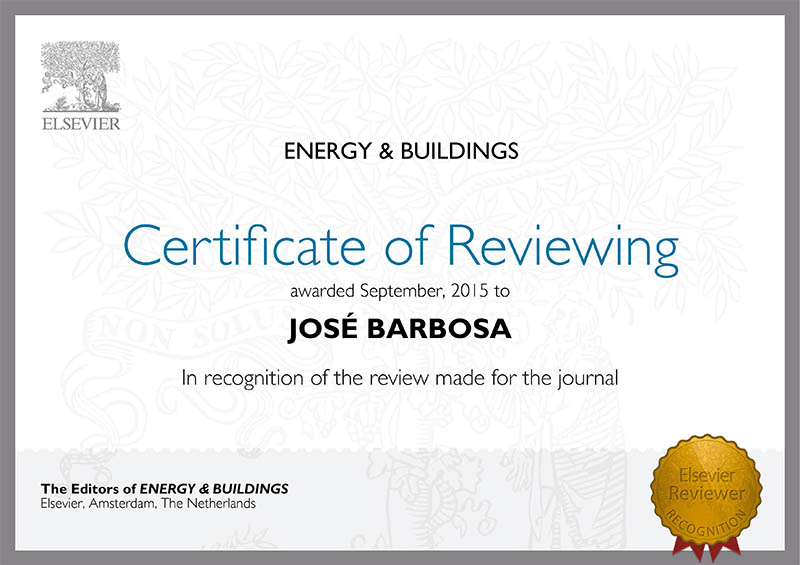 ELSEVIER
ENERGY & BUILDINGS
Certificate of Reviewing
awarded September, 2015 to
JOSÉ BARBOSA
In recognition of the review made for the journal
NON SOLU
The Editors of ENERGY & BUILDINGS
Elsevier, Amsterdam, The Netherlands
Elsevier
Reviewer
RECOGNITION